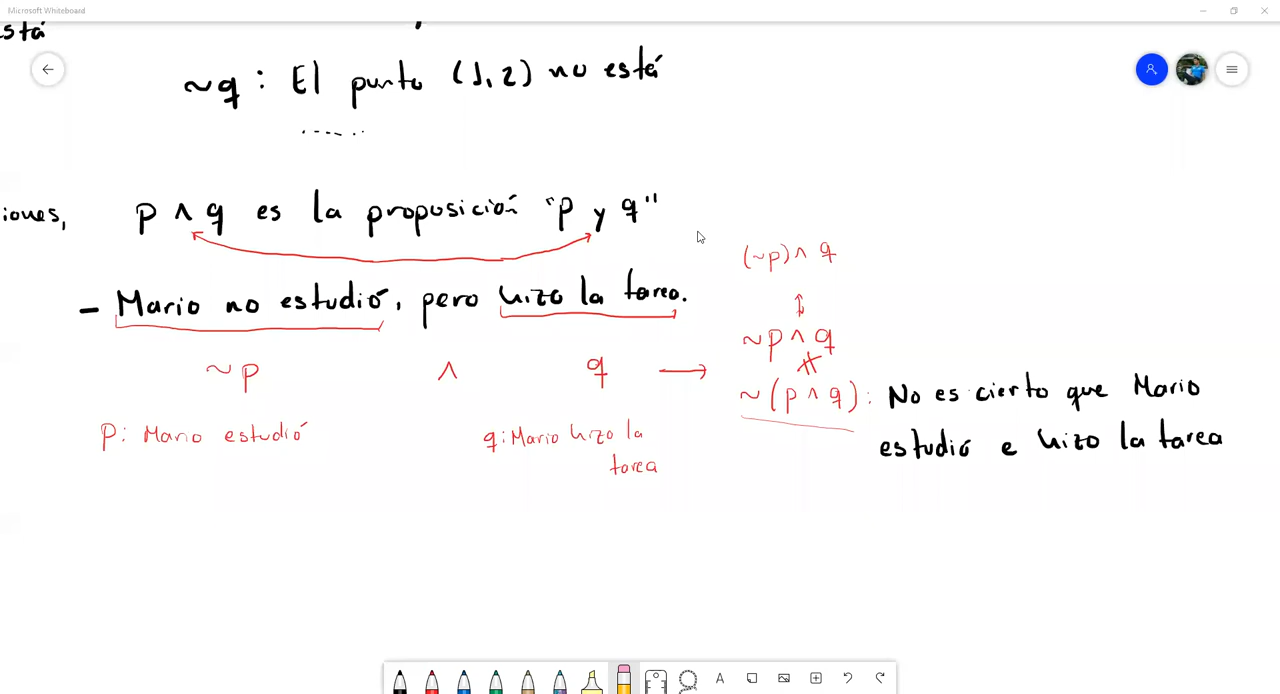 Microsoft Whiteboard
está
~q : El punto (1,2) no está
.....
iones,
p ∧ q es la proposición "p y q"
(~p) ∧ q
- Mario no estudió, pero hizo la tarea.
~p ∧ q
~p ∧ q →
~(p ∧ q) : No es cierto que Mario
estudió e hizo la tarea
p: Mario estudió
q: Mario hizo la
tarea
A